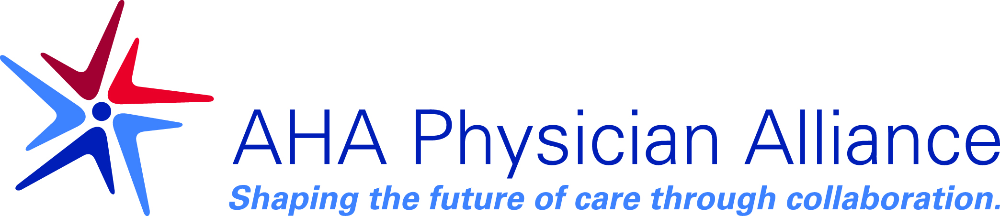 AHA Physician Alliance
Shaping the future of care through collaboration.